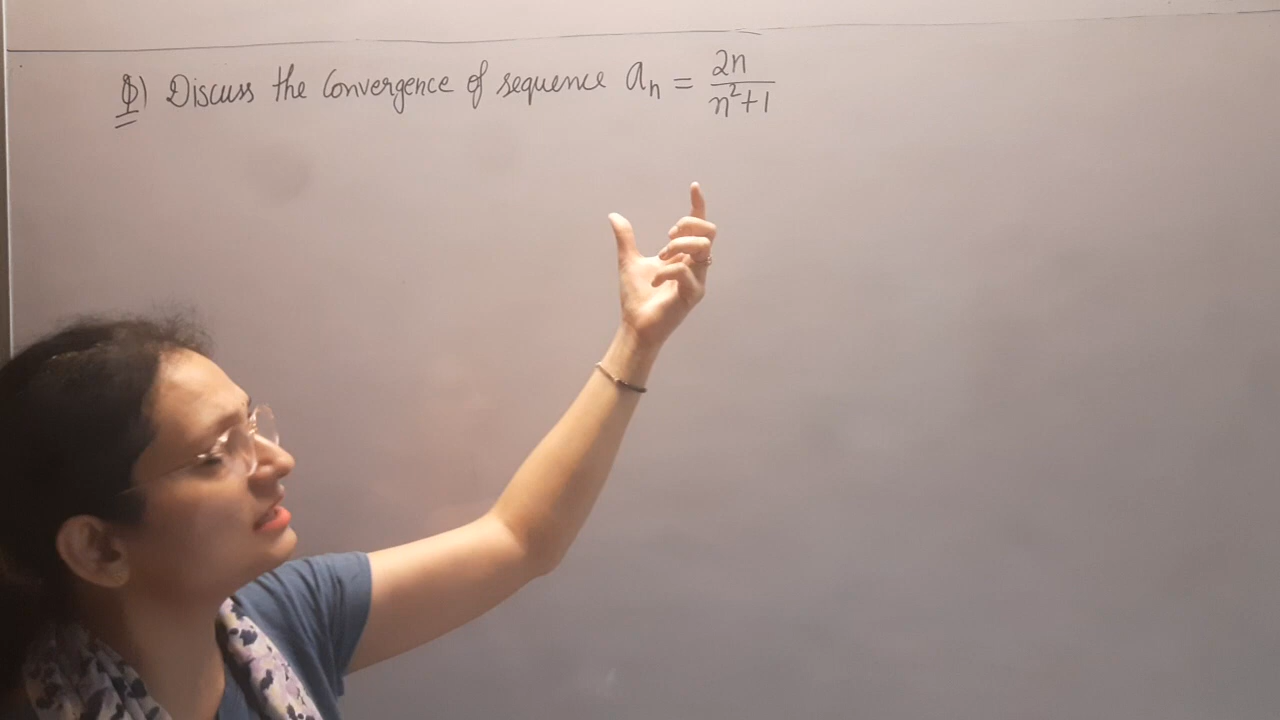 Q) Discuss the Convergence of sequence aₙ = 2n/(n²+1)